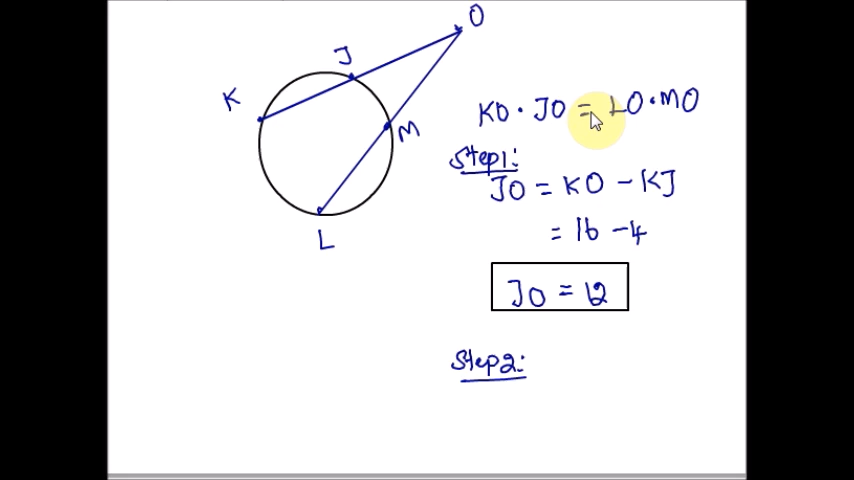 O
J
K
KO · JO = LO · MO
M
Step1:
JO = KO - KJ
= 16 - 4
L
JO = 12
Step2: